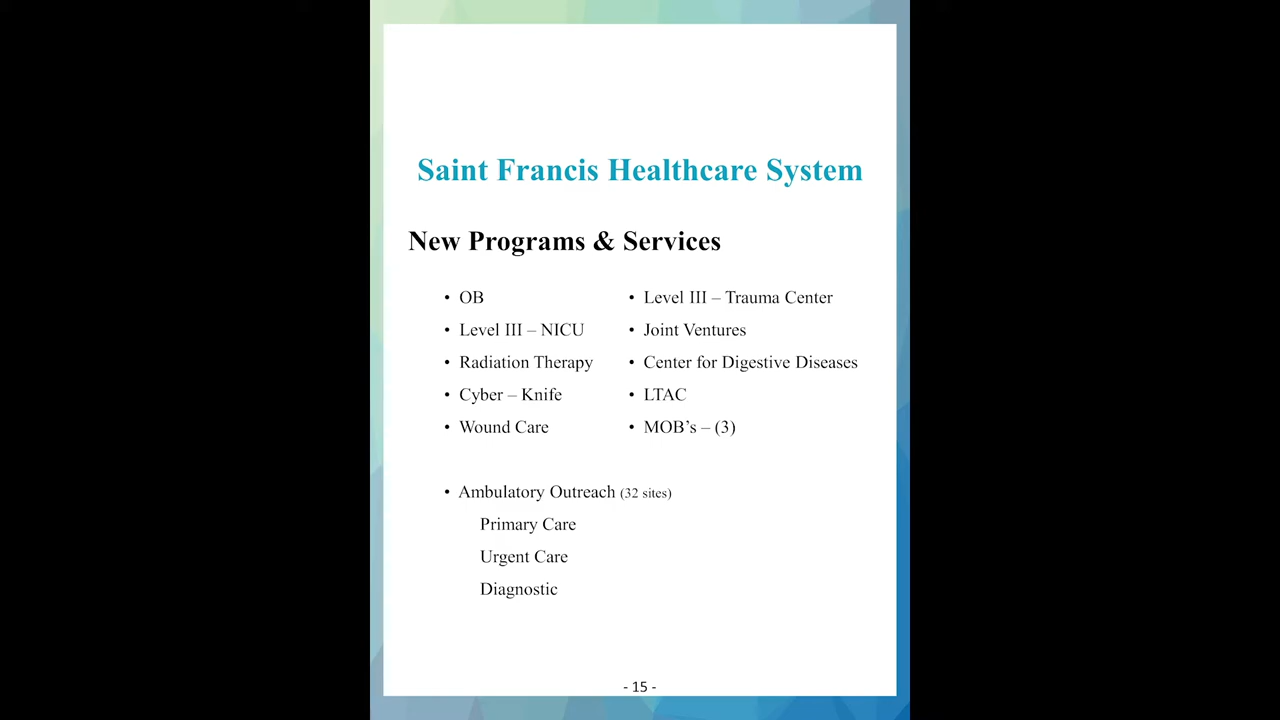 Saint Francis Healthcare System
New Programs & Services
• OB
• Level III – NICU
• Radiation Therapy
• Cyber – Knife
• Wound Care
• Level III – Trauma Center
• Joint Ventures
• Center for Digestive Diseases
• LTAC
• MOB’s – (3)
• Ambulatory Outreach (32 sites)
Primary Care
Urgent Care
Diagnostic
- 15 -